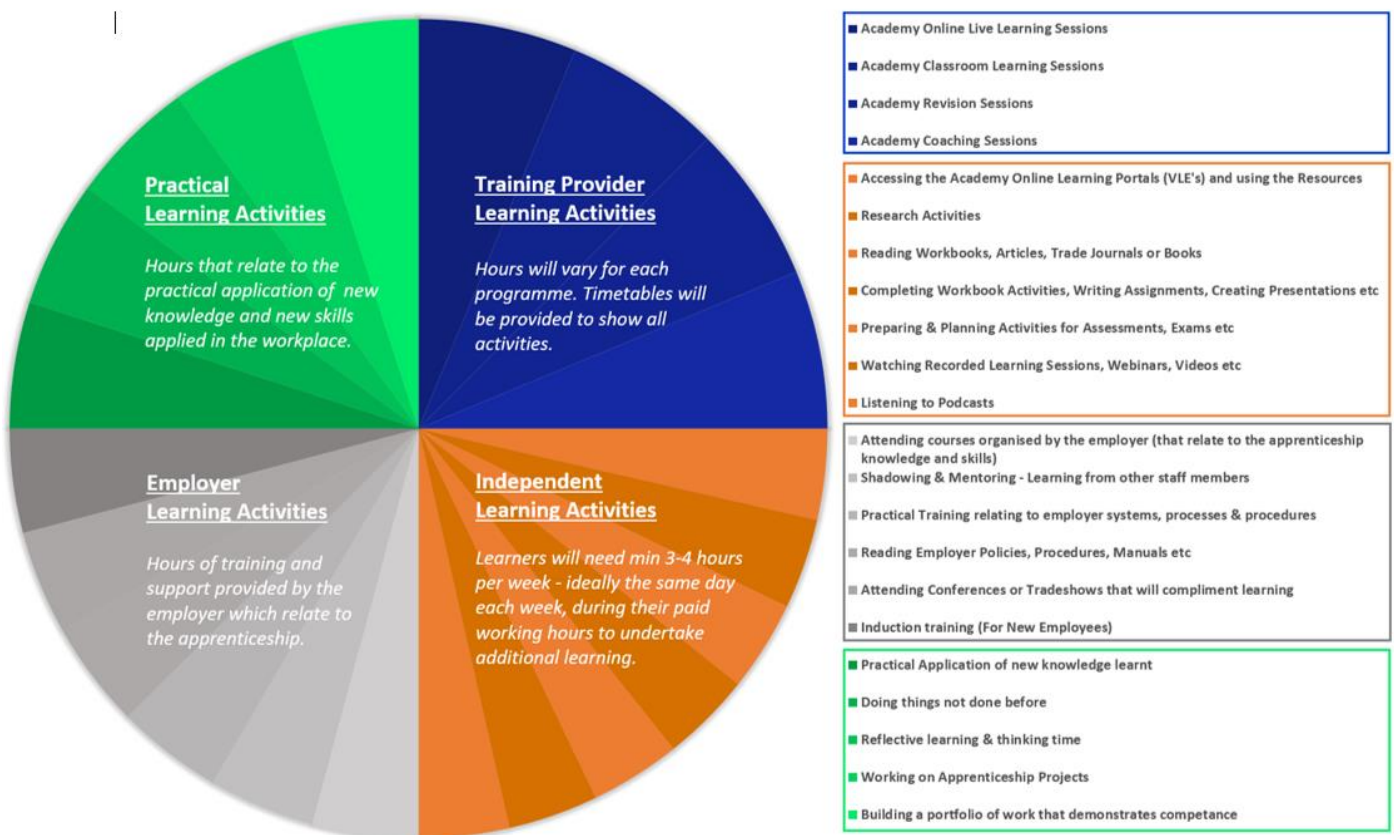 Practical
Learning Activities
Hours that relate to the
practical application of new
knowledge and new skills
applied in the workplace.
Training Provider
Learning Activities
Hours will vary for each
programme. Timetables will
be provided to show all
activities.
Employer
Learning Activities
Hours of training and
support provided by the
employer which relate to
the apprenticeship.
Independent
Learning Activities
Learners will need min 3-4 hours
per week - ideally the same day
each week, during their paid
working hours to undertake
additional learning.
Academy Online Live Learning Sessions
Academy Classroom Learning Sessions
Academy Revision Sessions
Academy Coaching Sessions
Accessing the Academy Online Learning Portals (VLE's) and using the Resources
Research Activities
Reading Workbooks, Articles, Trade Journals or Books
Completing Workbook Activities, Writing Assignments, Creating Presentations etc
Preparing & Planning Activities for Assessments, Exams etc
Watching Recorded Learning Sessions, Webinars, Videos etc
Listening to Podcasts
Attending courses organised by the employer (that relate to the apprenticeship
knowledge and skills)
Shadowing & Mentoring - Learning from other staff members
Practical Training relating to employer systems, processes & procedures
Reading Employer Policies, Procedures, Manuals etc
Attending Conferences or Tradeshows that will compliment learning
Induction training (For New Employees)
Practical Application of new knowledge learnt
Doing things not done before
Reflective learning & thinking time
Working on Apprenticeship Projects
Building a portfolio of work that demonstrates competance